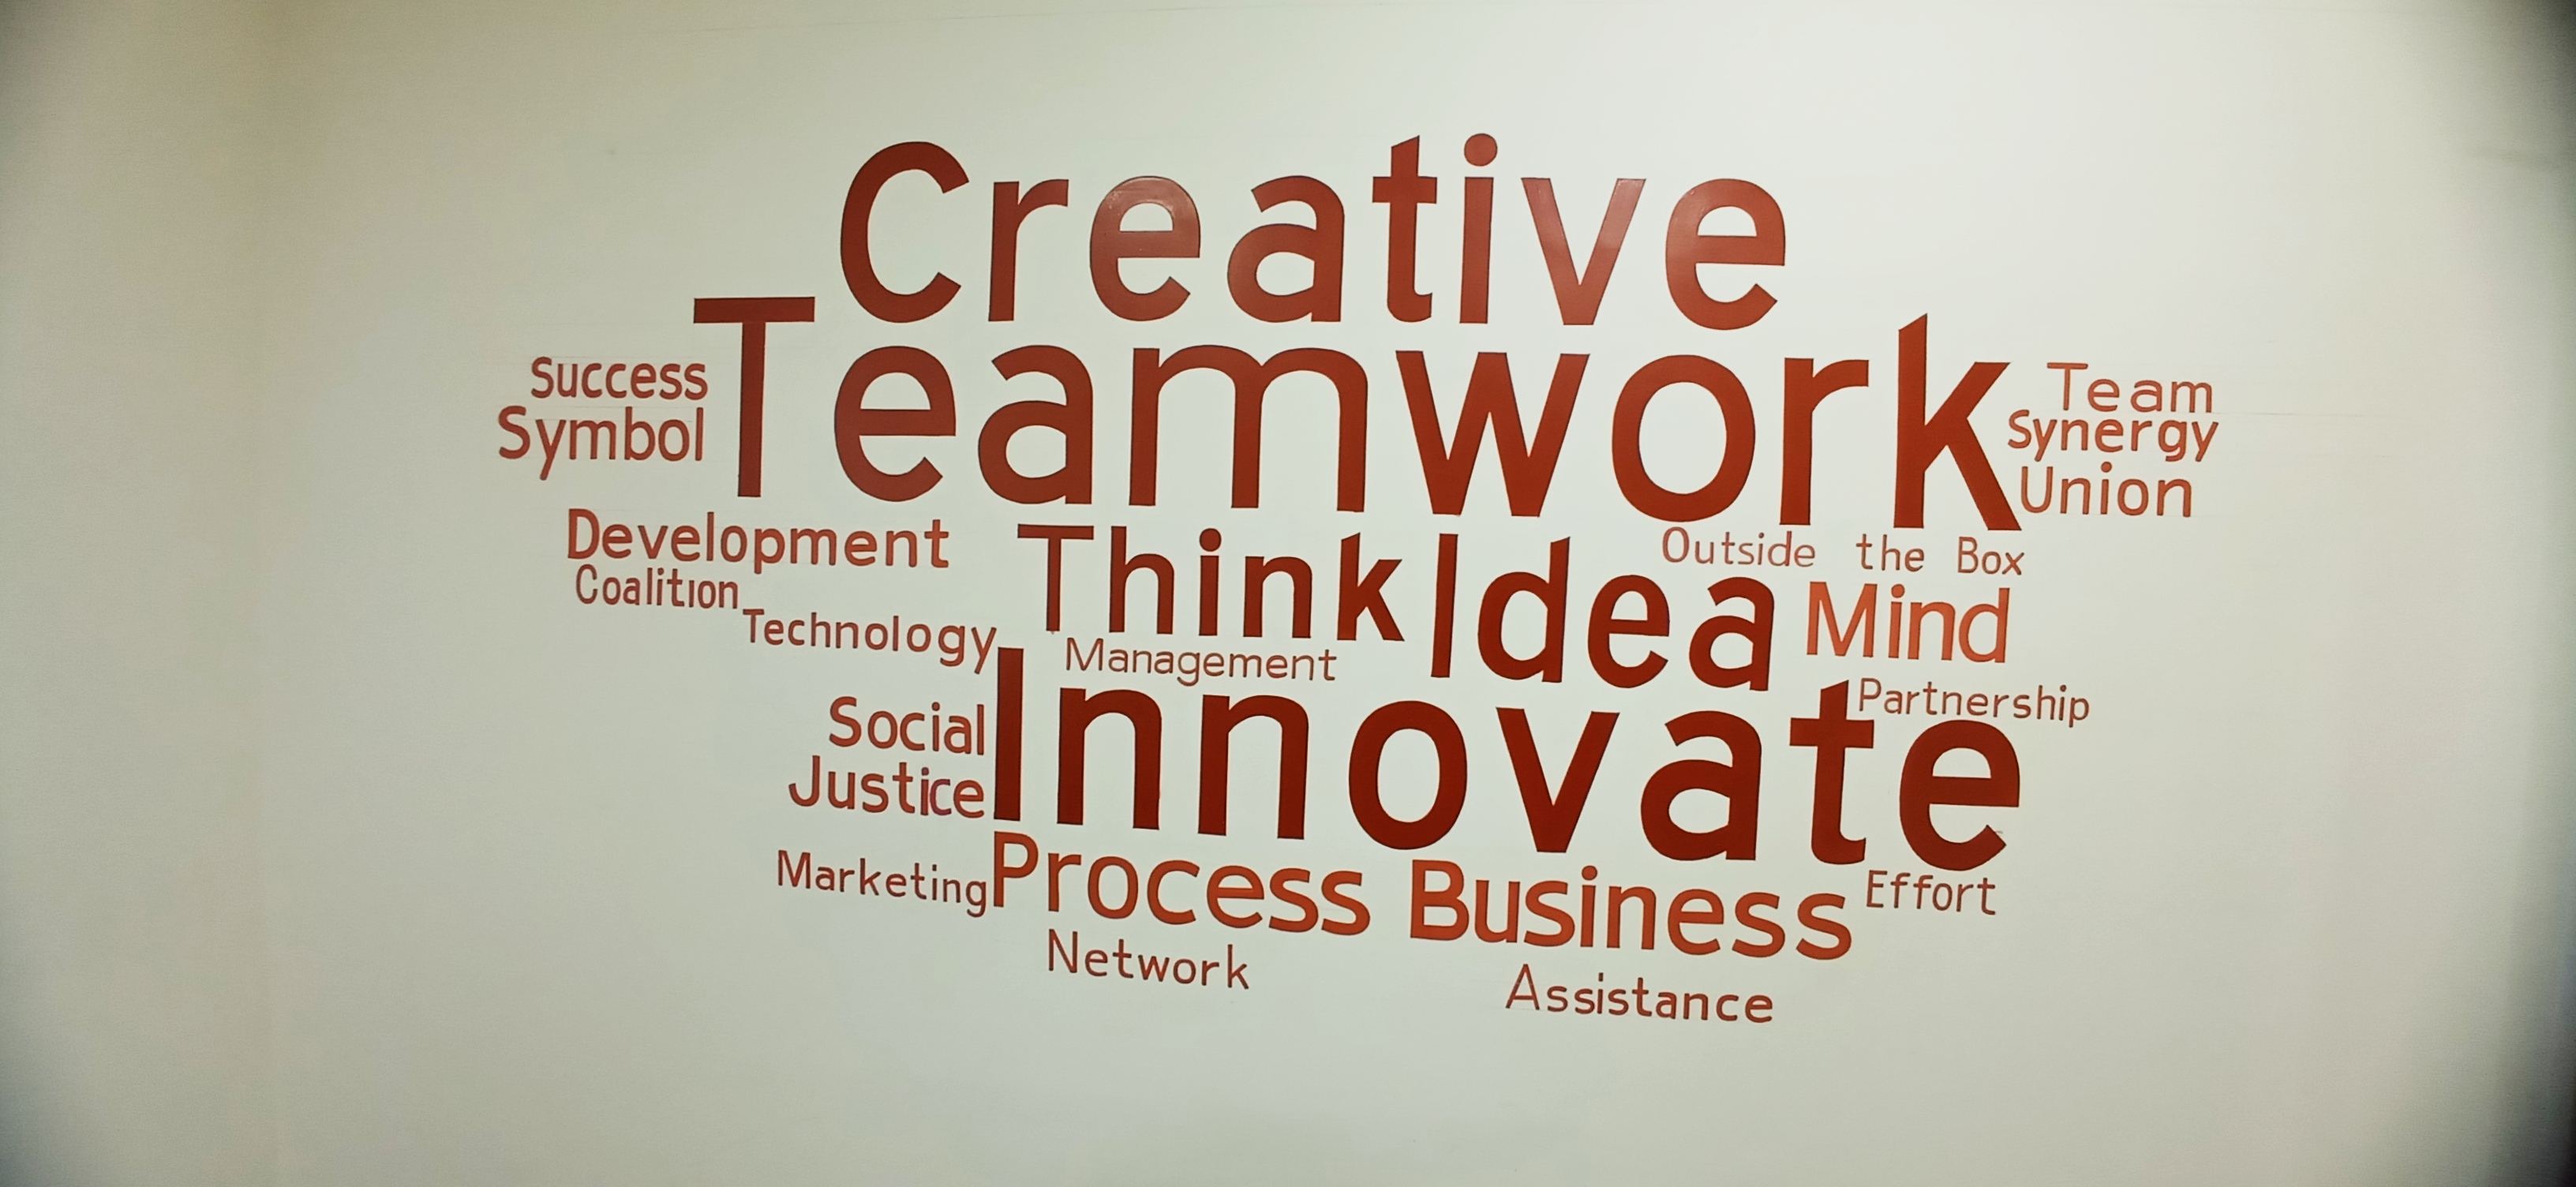 Creative
Success
Symbol
Teamwork
Team
Synergy
Union
Development
Coalition
Technology
Think
Idea
Outside the Box
Mind
Management
Partnership
Social
Justice
Innovate
Marketing
Process Business
Effort
Network
Assistance